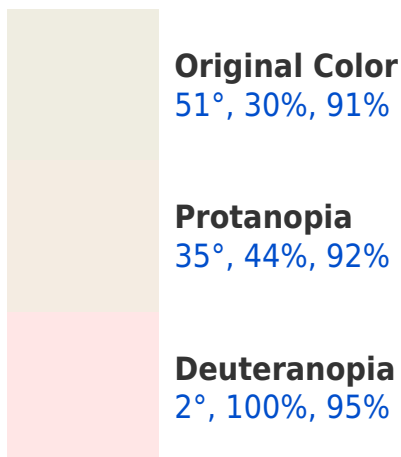 Original Color
51°, 30%, 91%
Protanopia
35°, 44%, 92%
Deuteranopia
2°, 100%, 95%